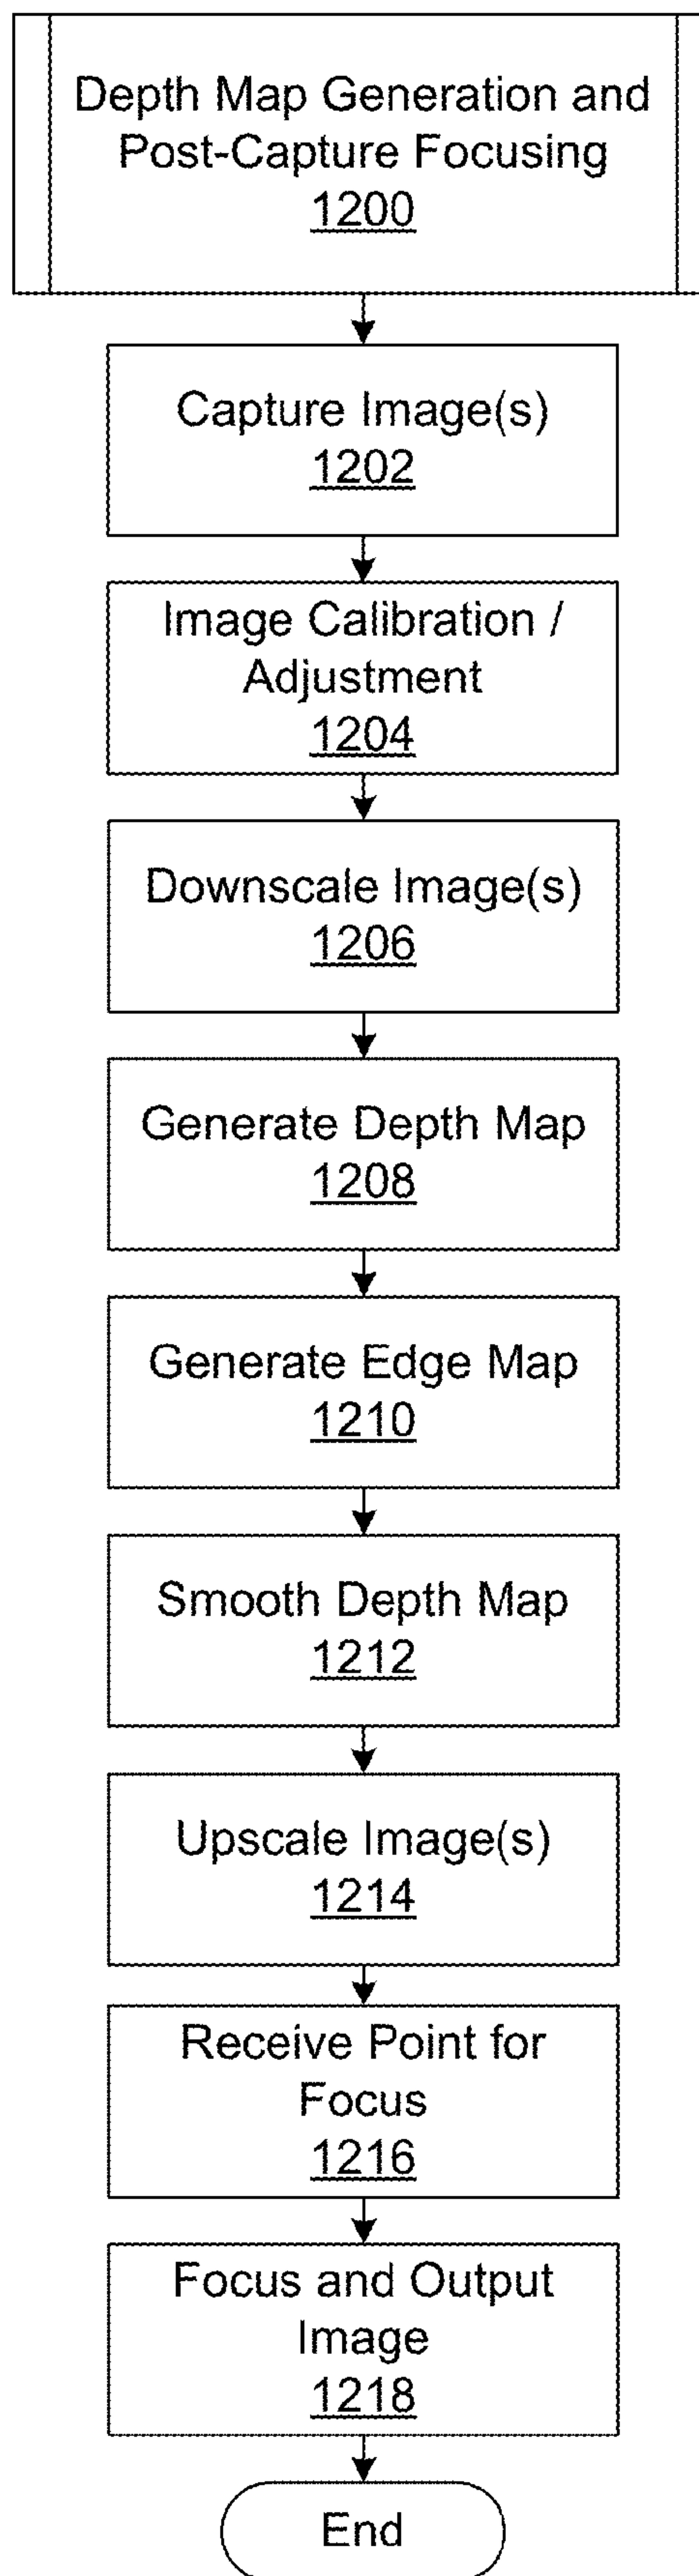 Depth Map Generation and
Post-Capture Focusing
1200
Capture Image(s)
1202
Image Calibration /
Adjustment
1204
Downscale Image(s)
1206
Generate Depth Map
1208
Generate Edge Map
1210
Smooth Depth Map
1212
Upscale Image(s)
1214
Receive Point for
Focus
1216
Focus and Output
Image
1218
End